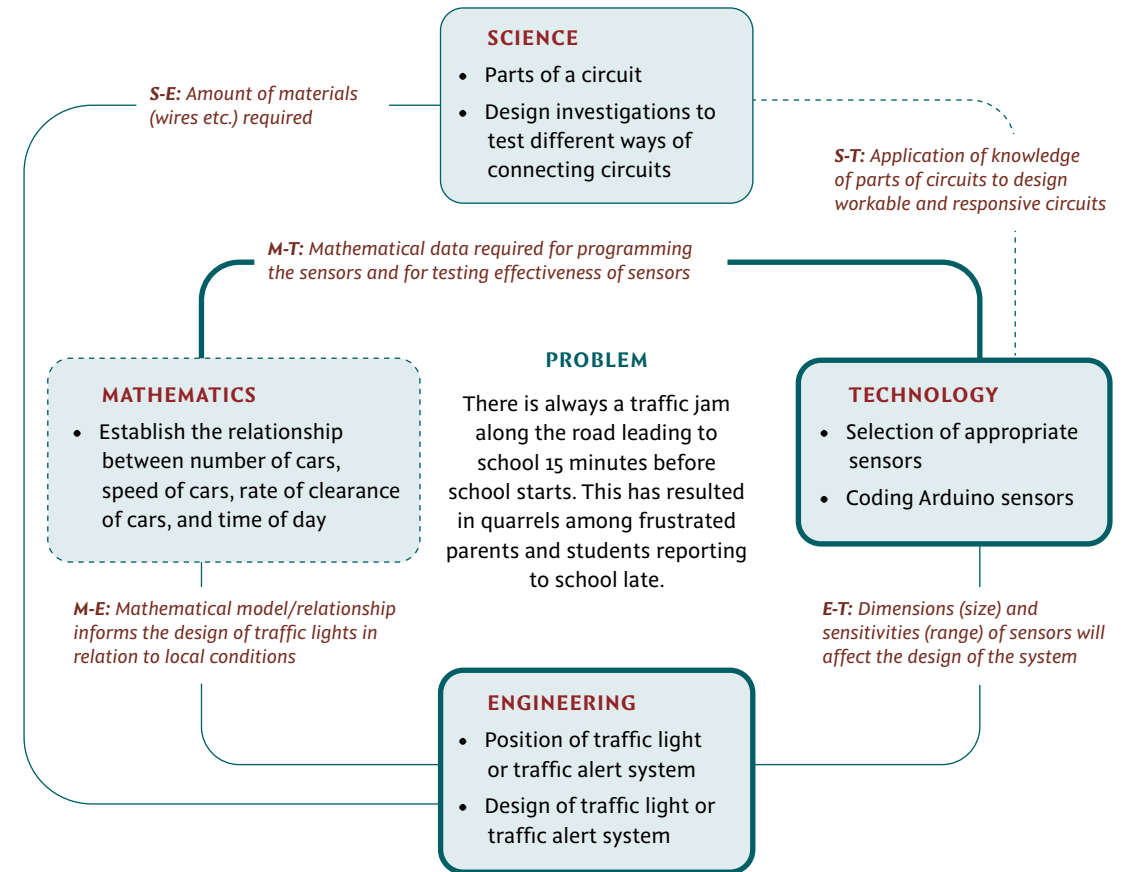 SCIENCE
• Parts of a circuit
• Design investigations to
test different ways of
connecting circuits
S-E: Amount of materials
(wires etc.) required
S-T: Application of knowledge
of parts of circuits to design
workable and responsive circuits
M-T: Mathematical data required for programming
the sensors and for testing effectiveness of sensors
MATHEMATICS
• Establish the relationship
between number of cars,
speed of cars, rate of clearance
of cars, and time of day
PROBLEM
There is always a traffic jam
along the road leading to
school 15 minutes before
school starts. This has resulted
in quarrels among frustrated
parents and students reporting
to school late.
TECHNOLOGY
• Selection of appropriate
sensors
• Coding Arduino sensors
M-E: Mathematical model/relationship
informs the design of traffic lights in
relation to local conditions
E-T: Dimensions (size) and
sensitivities (range) of sensors will
affect the design of the system
ENGINEERING
• Position of traffic light
or traffic alert system
• Design of traffic light or
traffic alert system